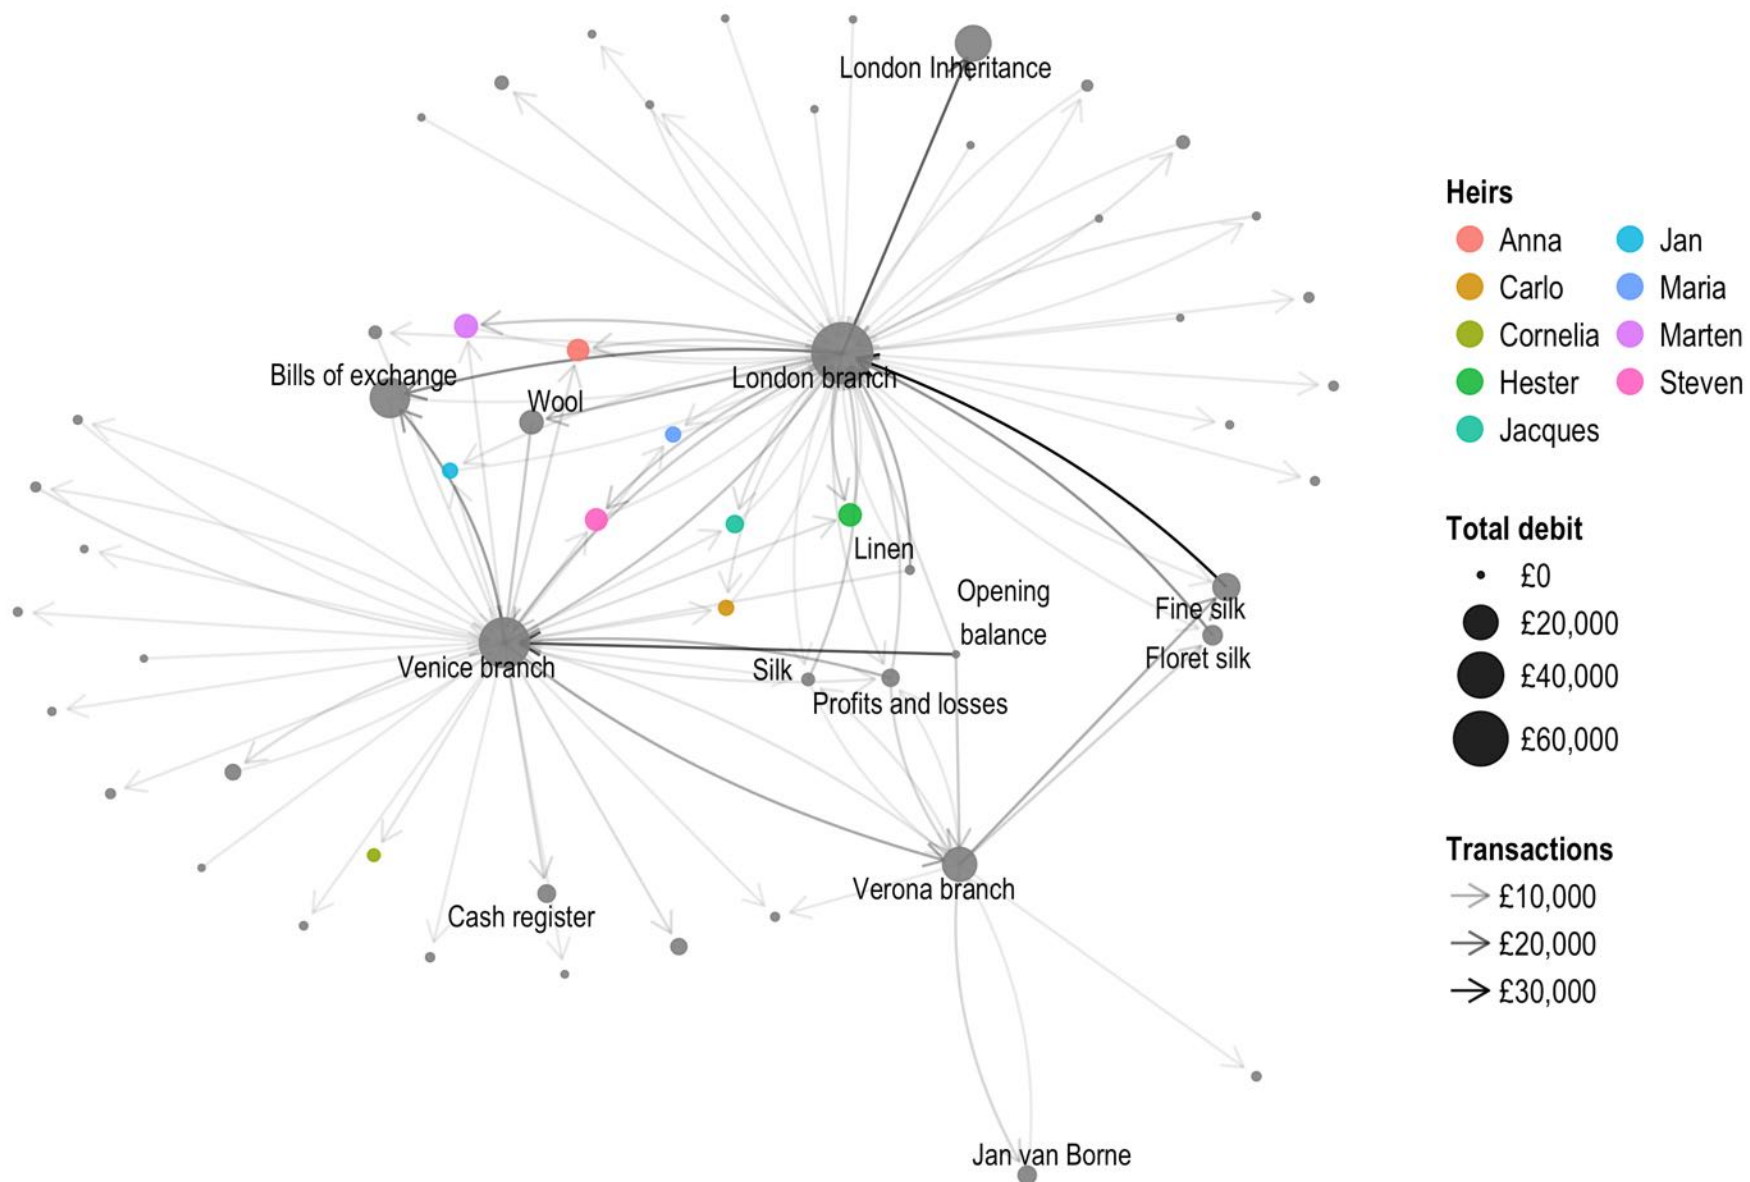 London Inheritance
Bills of exchange
Wool
London branch
Linen
Opening
balance
Fine silk
Floret silk
Venice branch
Silk
Profits and losses
Verona branch
Cash register
Jan van Borne
Heirs
Anna
Jan
Carlo
Maria
Cornelia
Marten
Hester
Steven
Jacques
Total debit
£0
£20,000
£40,000
£60,000
Transactions
£10,000
£20,000
£30,000